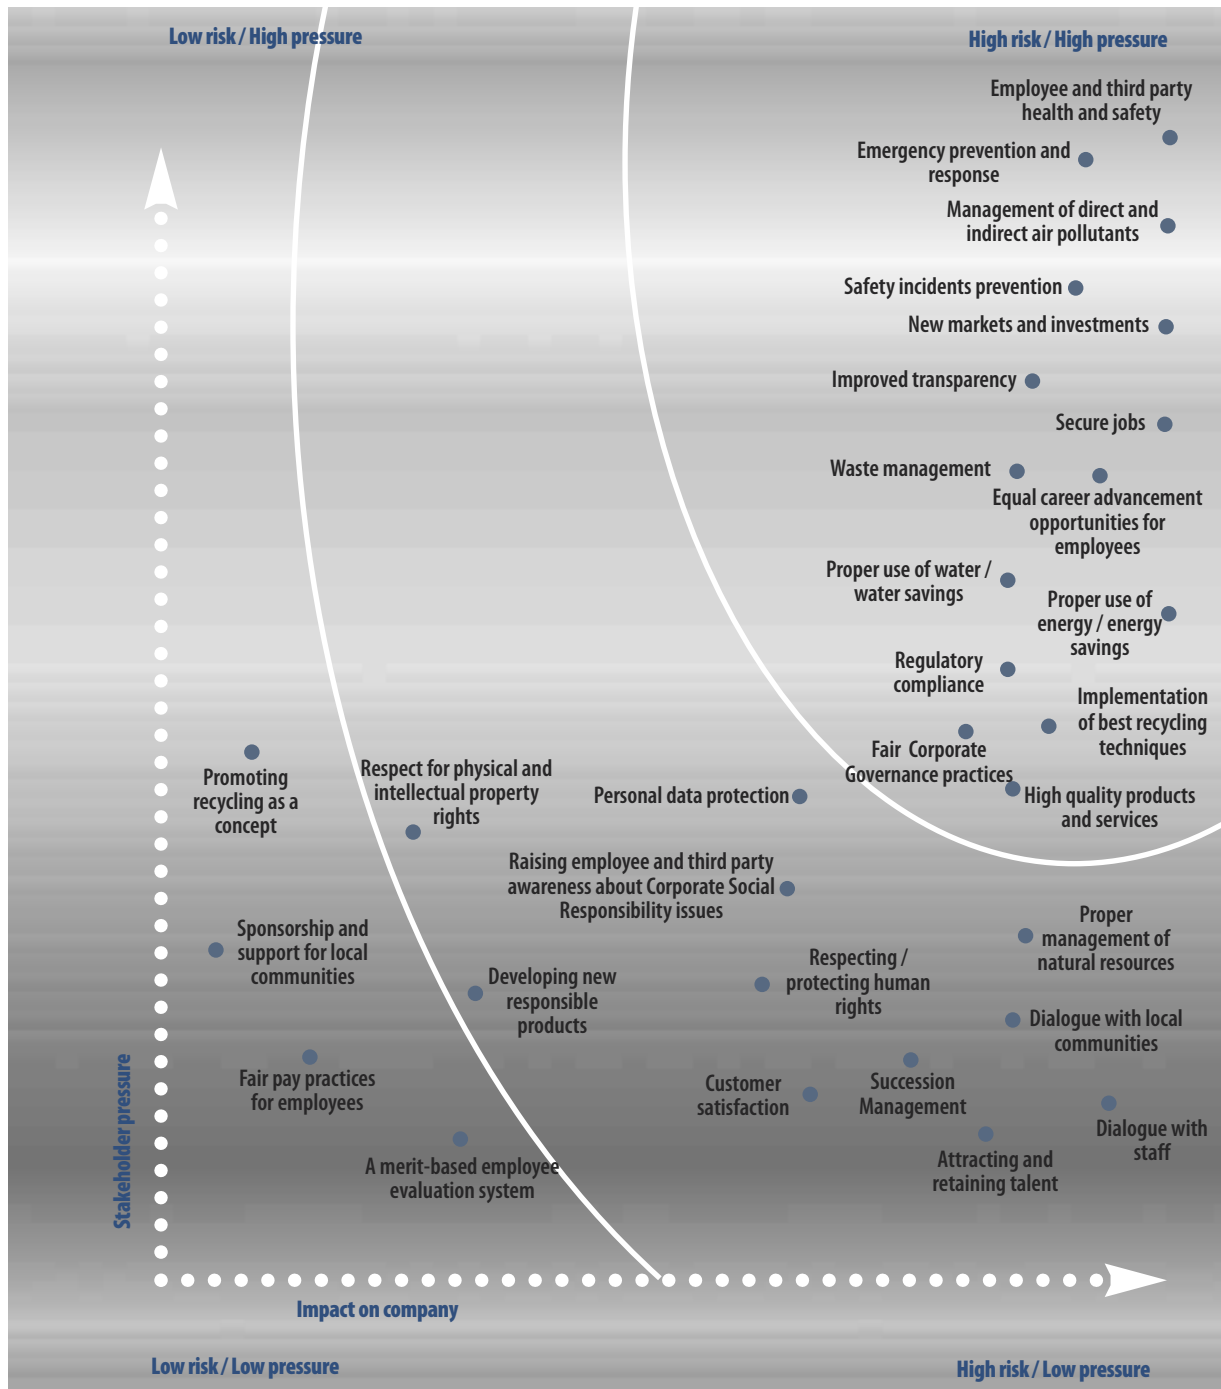 Low risk / High pressure
High risk / High pressure
Employee and third party
health and safety
Emergency prevention and
response
Management of direct and
indirect air pollutants
Safety incidents prevention
New markets and investments
Improved transparency
Secure jobs
Waste management
Equal career advancement
opportunities for
employees
Proper use of water /
water savings
Proper use of
energy / energy
savings
Regulatory
compliance
Implementation
of best recycling
techniques
Fair Corporate
Governance practices
High quality products
and services
Promoting
recycling as a
concept
Respect for physical and
intellectual property
rights
Personal data protection
Raising employee and third party
awareness about Corporate Social
Responsibility issues
Sponsorship and
support for local
communities
Developing new
responsible
products
Respecting /
protecting human
rights
Proper
management of
natural resources
Dialogue with local
communities
Fair pay practices
for employees
Customer
satisfaction
Succession
Management
Dialogue with
staff
A merit-based employee
evaluation system
Attracting and
retaining talent
Stakeholder pressure
Impact on company
Low risk / Low pressure
High risk / Low pressure